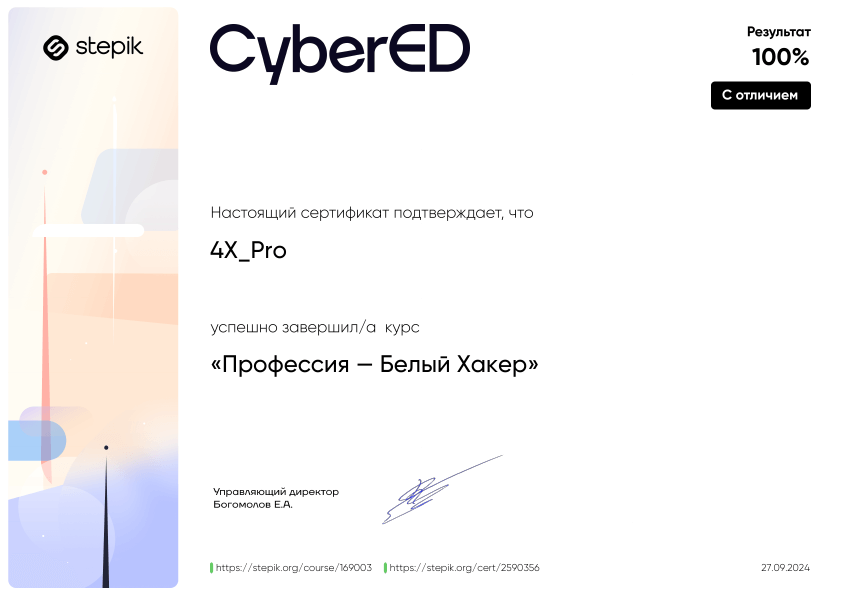 stepik
CyberED
Результат
100%
С отличием
Настоящий сертификат подтверждает, что
4X_Pro
успешно завершил/а курс
«Профессия — Белый Хакер»
Управляющий директор
Богомолов Е.А.
https://stepik.org/course/169003 https://stepik.org/cert/2590356 27.09.2024